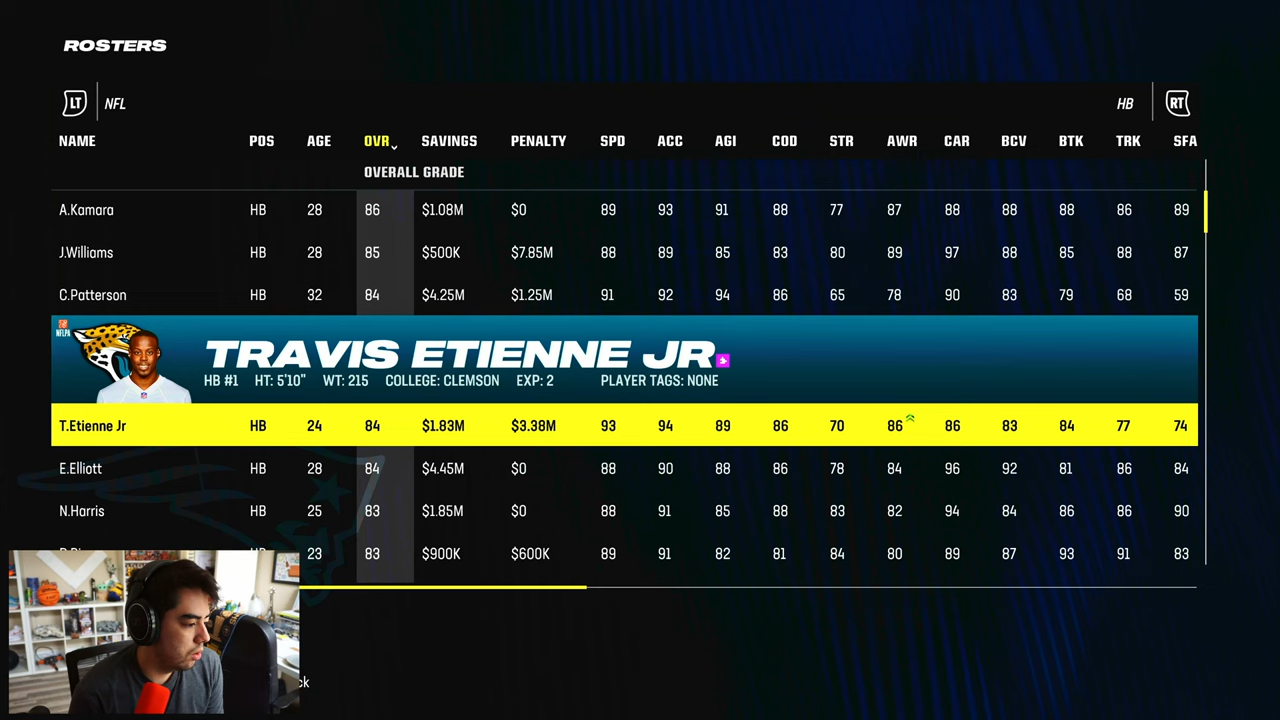 ROSTERS
LT NFL HB RT
NAME POS AGE OVR SAVINGS PENALTY SPD ACC AGI COD STR AWR CAR BCV BTK TRK SFA
OVERALL GRADE
A.Kamara HB 28 86 $1.08M $0 89 93 91 88 77 87 88 88 88 86 89
J.Williams HB 28 85 $500K $7.85M 88 89 85 83 80 89 97 88 85 88 87
C.Patterson HB 32 84 $4.25M $1.25M 91 92 94 86 65 78 90 83 79 68 59
NFLPA
TRAVIS ETIENNE JR
HB #1 HT: 5'10" WT: 215 COLLEGE: CLEMSON EXP: 2 PLAYER TAGS: NONE
T.Etienne Jr HB 24 84 $1.83M $3.38M 93 94 89 86 70 86 86 83 84 77 74
E.Elliott HB 28 84 $4.45M $0 88 90 88 86 78 84 96 92 81 86 84
N.Harris HB 25 83 $1.85M $0 88 91 85 88 83 82 94 84 86 86 90
23 83 $900K $600K 89 91 82 81 84 80 89 87 93 91 83